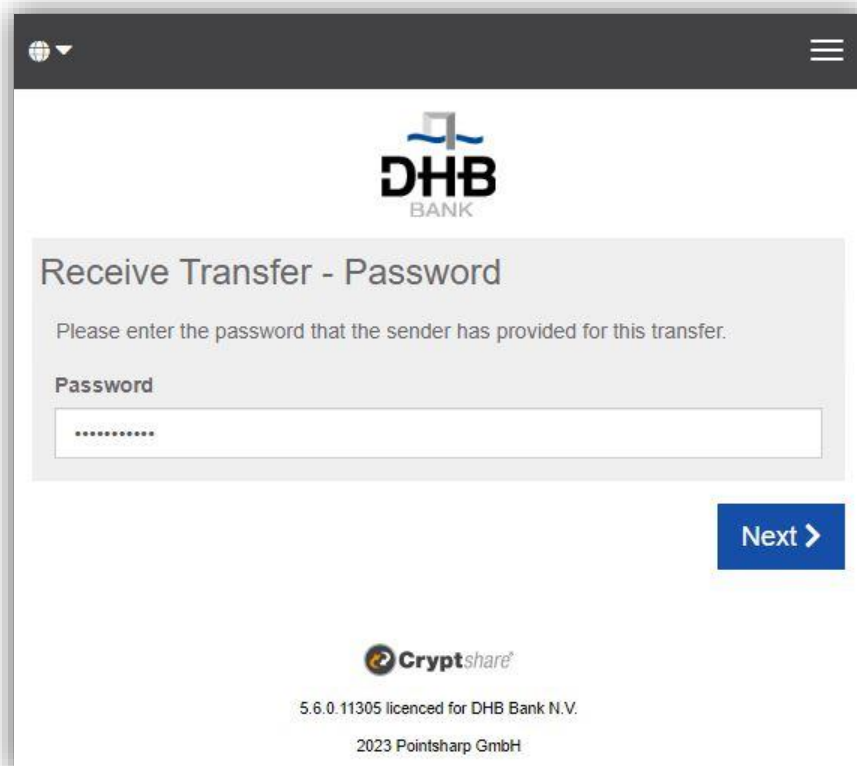 DHB
BANK
Receive Transfer - Password
Please enter the password that the sender has provided for this transfer.
Password
•••••••••••
Next
Cryptshare®
5.6.0.11305 licenced for DHB Bank N.V.
2023 Pointsharp GmbH